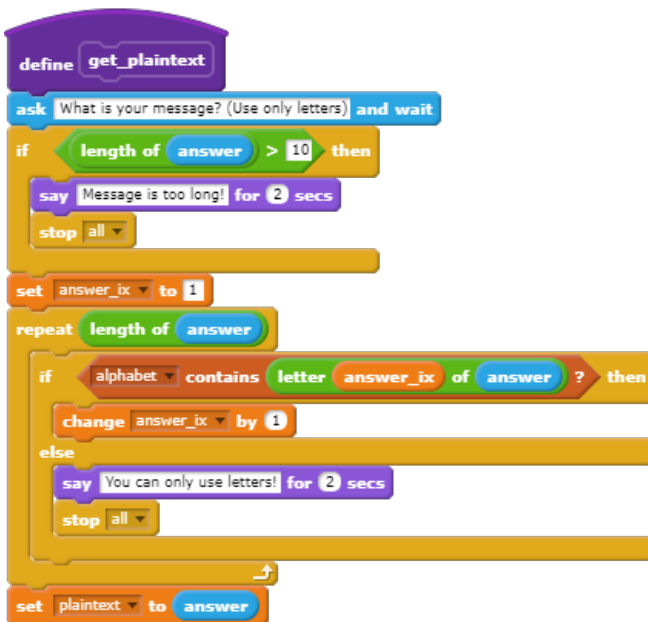 define get_plaintext
ask What is your message? (Use only letters) and wait
if length of answer > 10 then
say Message is too long! for 2 secs
stop all
set answer_ix to 1
repeat length of answer
if alphabet contains letter answer_ix of answer ? then
change answer_ix by 1
else
say You can only use letters! for 2 secs
stop all
set plaintext to answer